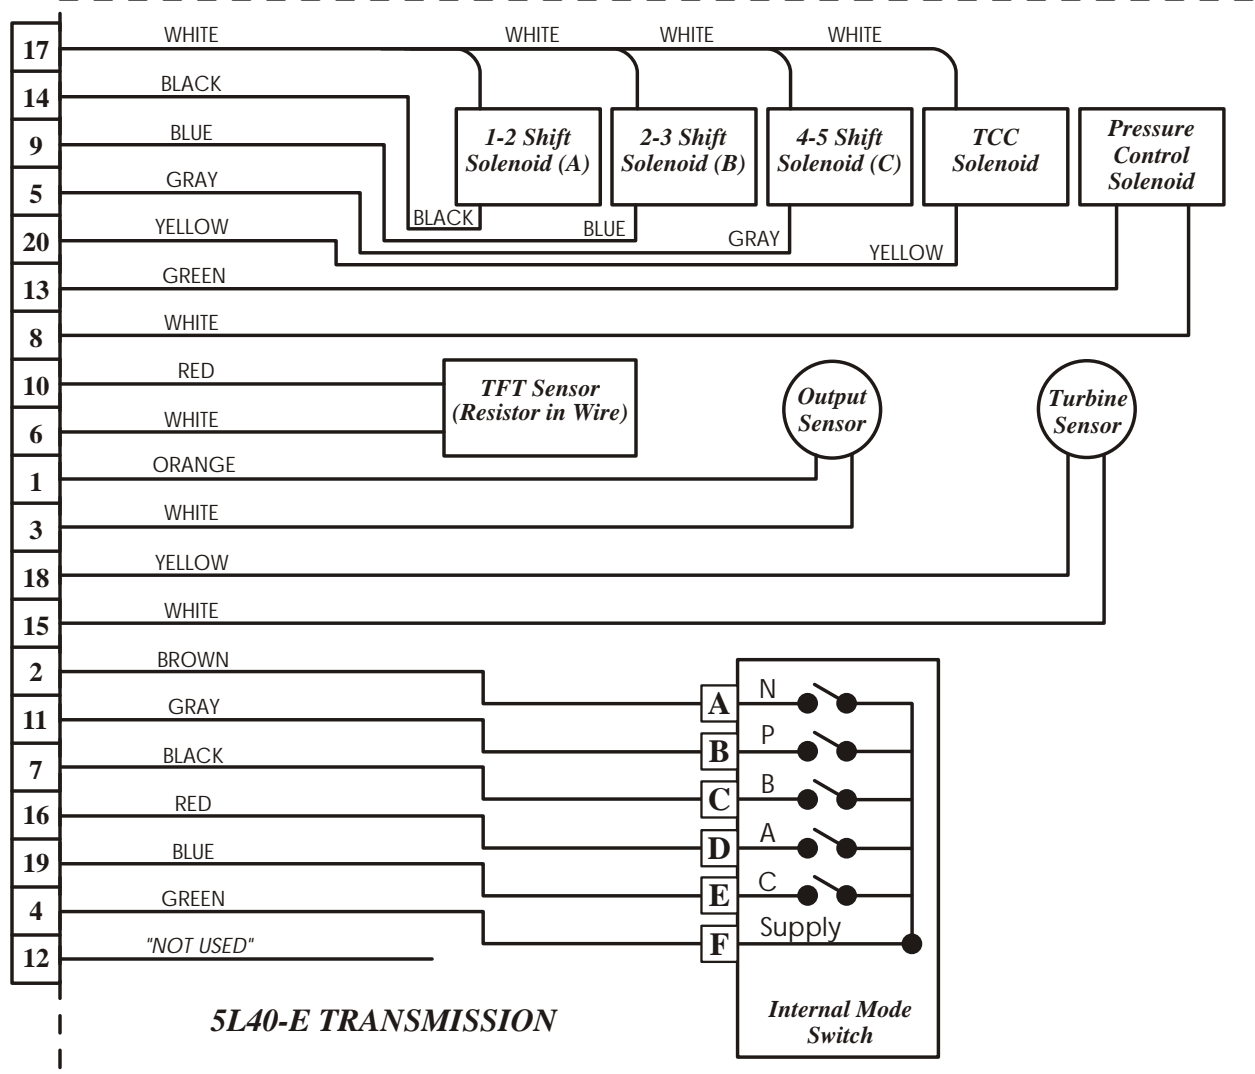 17
WHITE
WHITE
WHITE
WHITE
14
BLACK
9
BLUE
5
GRAY
20
YELLOW
13
GREEN
8
WHITE
1-2 Shift
Solenoid (A)
2-3 Shift
Solenoid (B)
4-5 Shift
Solenoid (C)
TCC
Solenoid
Pressure
Control
Solenoid
BLACK
BLUE
GRAY
YELLOW
10
RED
6
WHITE
TFT Sensor
(Resistor in Wire)
Output
Sensor
Turbine
Sensor
1
ORANGE
3
WHITE
18
YELLOW
15
WHITE
2
BROWN
A
N
11
GRAY
B
P
7
BLACK
C
B
16
RED
D
A
19
BLUE
E
C
4
GREEN
F
Supply
12
"NOT USED"
5L40-E TRANSMISSION
Internal Mode
Switch